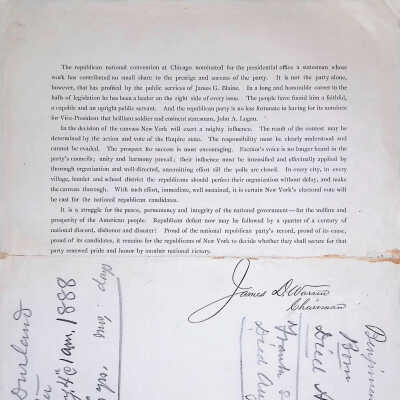 The republican national convention at Chicago nominated for the presidential office a statesman whose
work has contributed no small share to the prestige and success of the party. It is not the party alone,
however, that has profited by the public services of James G. Blaine. In a long and honorable career in the
halls of legislation he has been a leader on the right side of every issue. The people have found him a faithful,
a capable and an upright public servant. And the republican party is no less fortunate in having for its nominee
for Vice-President that brilliant soldier and eminent statesman, John A. Logan.
In the decision of the canvass New York will exert a mighty influence. The result of the contest may be
determined by the action and vote of the Empire state. The responsibility must be clearly understood and
cannot be evaded. The prospect for success is most encouraging. Faction's voice is no longer heard in the
party's councils; unity and harmony prevail; their influence must be intensified and effectually applied by
thorough organization and well-directed, unremitting effort till the polls are closed. In every city, in every
village, hamlet and school district the republicans should perfect their organization without delay, and make
the canvass thorough. With such effort, immediate, well sustained, it is certain New York's electoral vote will
be cast for the national republican candidates.
It is a struggle for the peace, permanency and integrity of the national government—for the welfare and
prosperity of the American people. Republican defeat now may be followed by a quarter of a century of
national discord, dishonor and disaster! Proud of the national republican party's record, proud of its cause,
proud of its candidates, it remains for the republicans of New York to decide whether they shall secure for that
party renewed pride and honor by another national victory.
James D. Warren
Chairman
Durland
1 am, 1888
Benjamin
Born
Died
Died